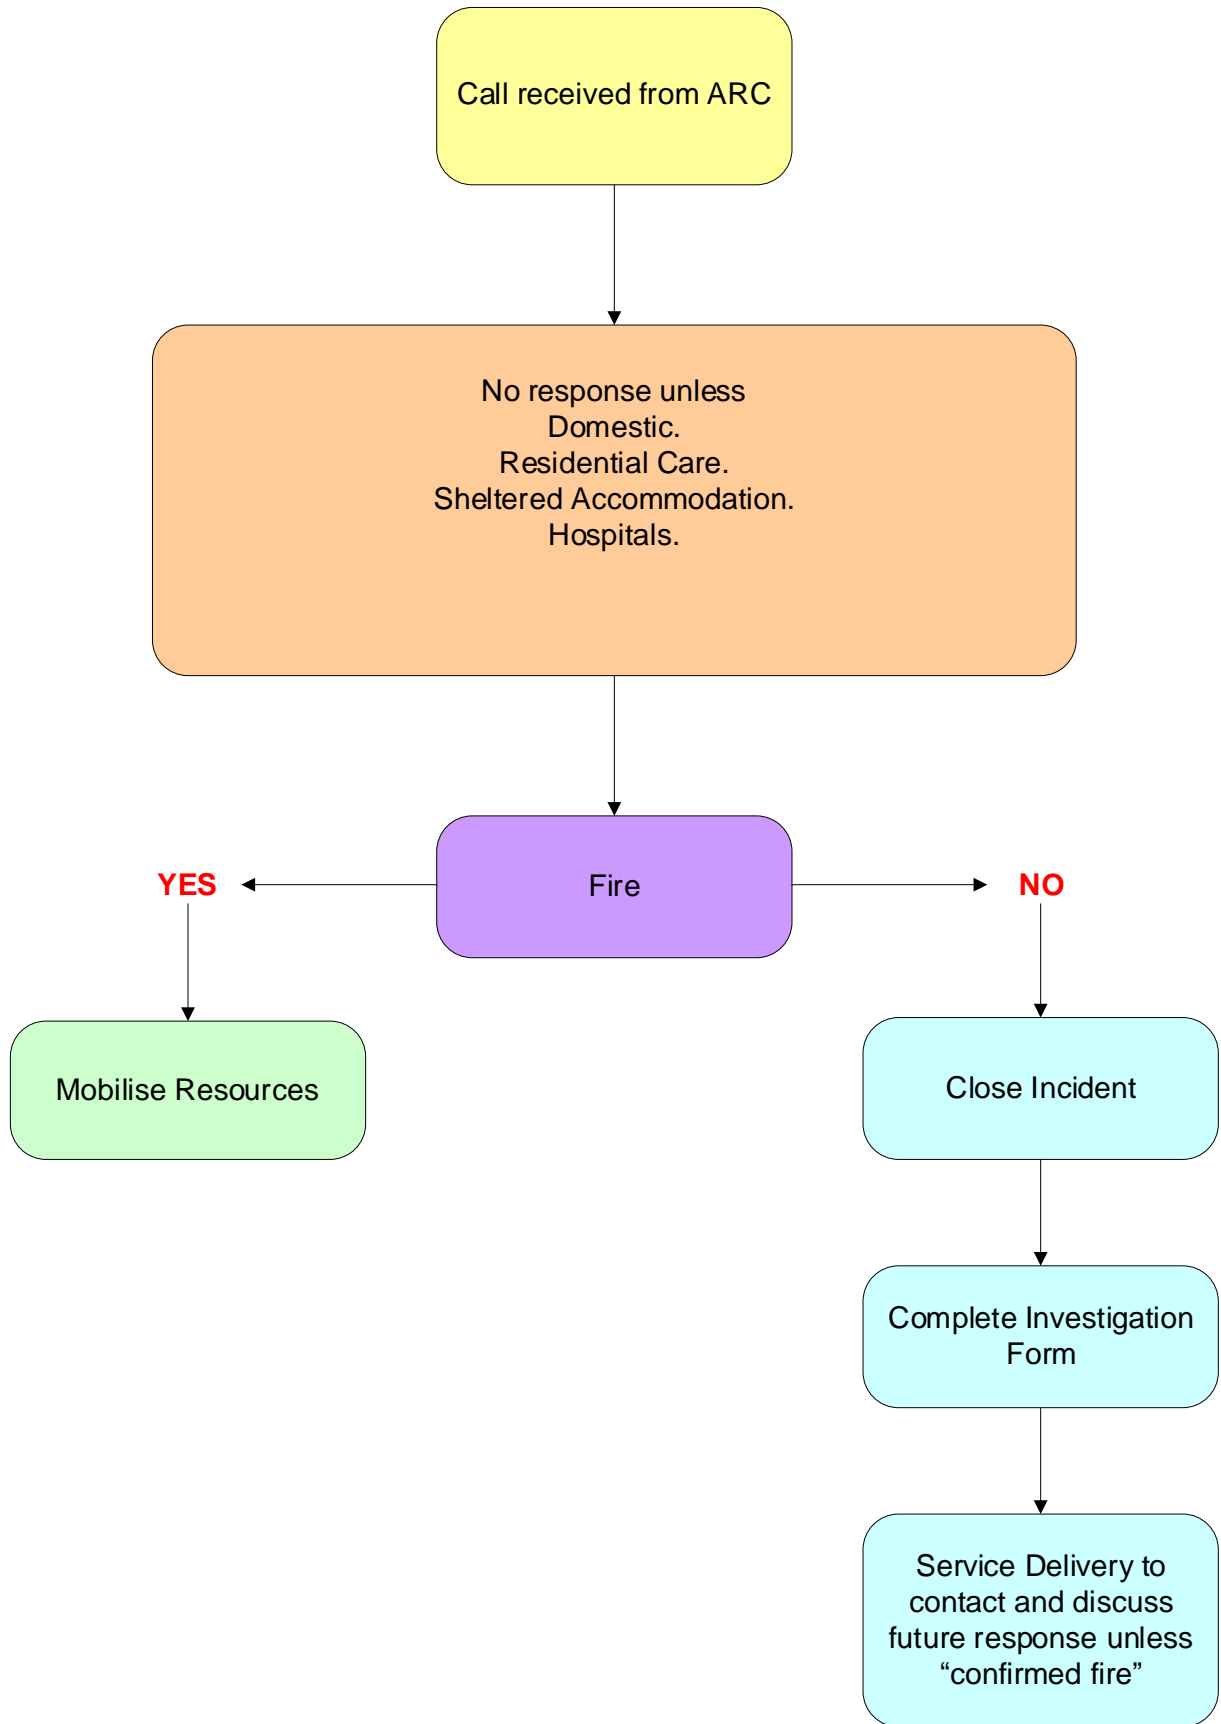 Call received from ARC
No response unless
Domestic.
Residential Care.
Sheltered Accommodation.
Hospitals.
YES
Fire
NO
Mobilise Resources
Close Incident
Complete Investigation
Form
Service Delivery to
contact and discuss
future response unless
“confirmed fire”